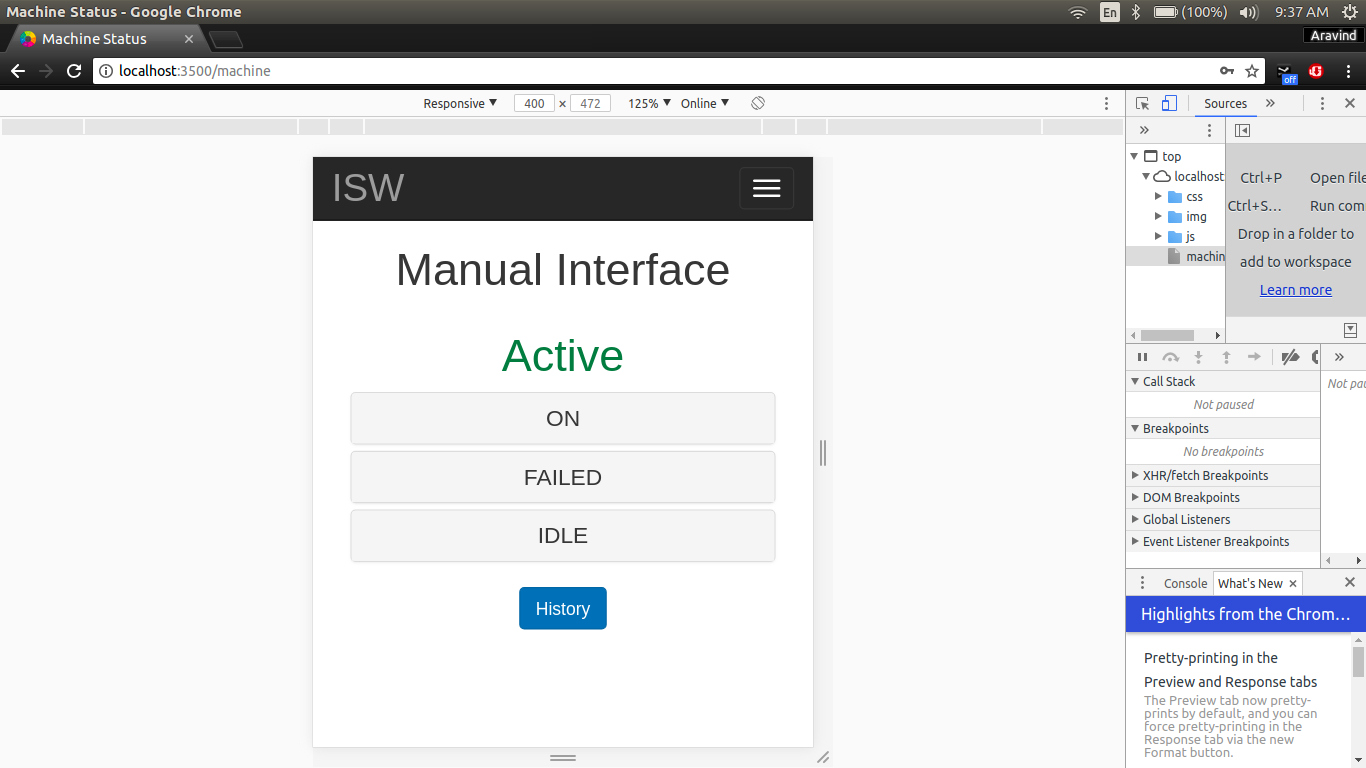 Machine Status - Google Chrome
En
(100%)
9:37 AM
Machine Status
Aravind
localhost:3500/machine
off
Responsive
400 x 472
125%
Online
Sources
top
localhost
css
img
js
machin
Ctrl+P Open file
Ctrl+S... Run com
Drop in a folder to
add to workspace
Learn more
ISW
Manual Interface
Active
ON
FAILED
IDLE
History
Call Stack
Not paused
Not pau
Breakpoints
No breakpoints
XHR/fetch Breakpoints
DOM Breakpoints
Global Listeners
Event Listener Breakpoints
Console
What's New
Highlights from the Chrom...
Pretty-printing in the
Preview and Response tabs
The Preview tab now pretty-
prints by default, and you can
force pretty-printing in the
Response tab via the new
Format button.